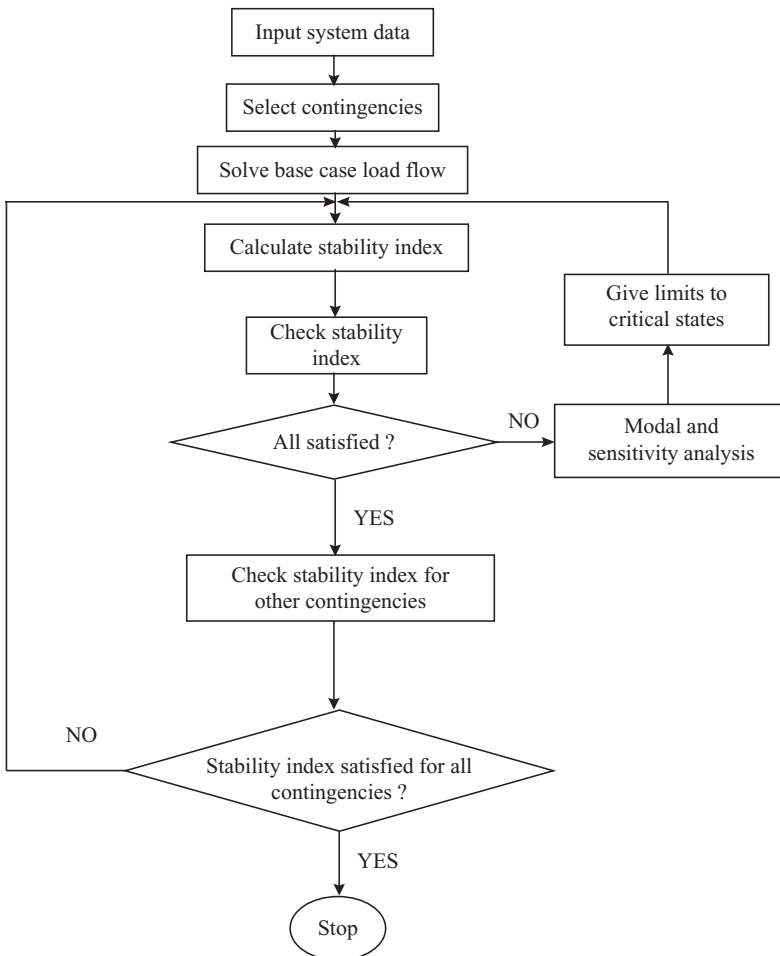 Input system data
Select contingencies
Solve base case load flow
Calculate stability index
Give limits to
critical states
Check stability
index
NO
All satisfied ?
Modal and
sensitivity analysis
YES
Check stability index for
other contingencies
NO
Stability index satisfied for all
contingencies ?
YES
Stop